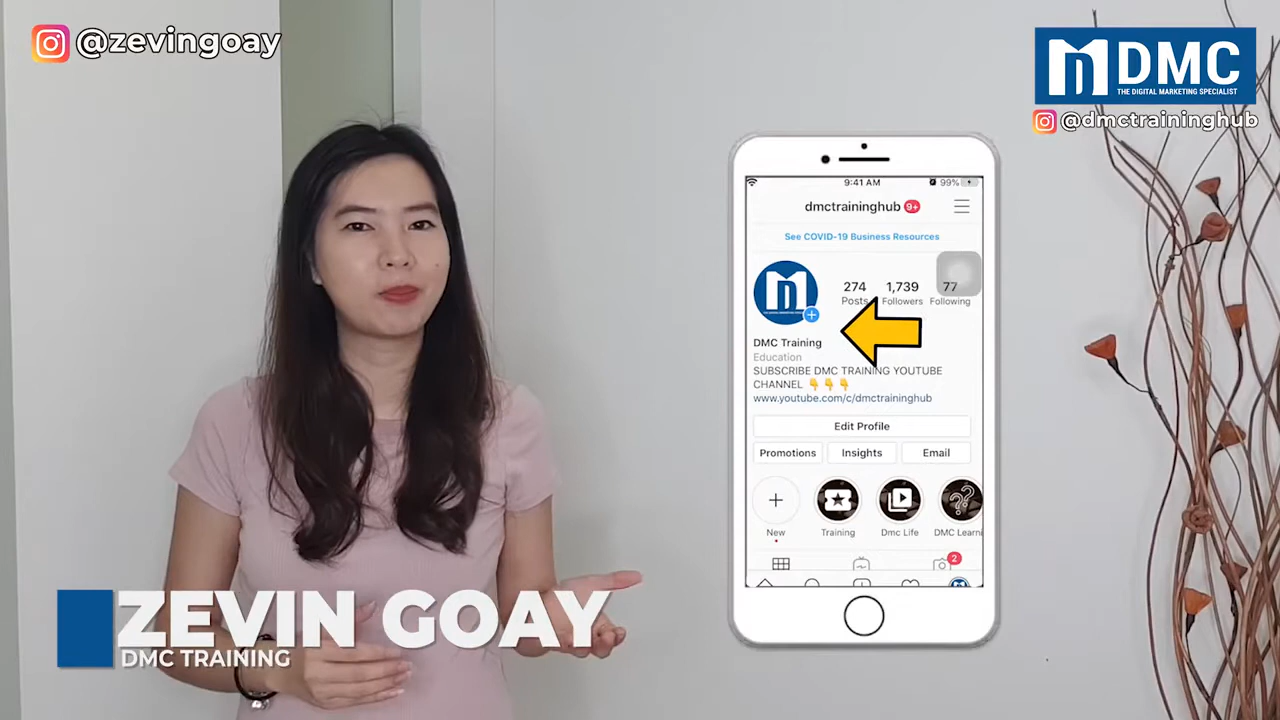 @zevingoay
DMC
THE DIGITAL MARKETING SPECIALIST
@dmctraininghub
9:41 AM
99%
dmctraininghub 9+
See COVID-19 Business Resources
274 1,739 77
Posts Followers Following
DMC Training
Education
SUBSCRIBE DMC TRAINING YOUTUBE
CHANNEL 👇👇👇
www.youtube.com/c/dmctraininghub
Edit Profile
Promotions Insights Email
New Training Dmc Life DMC Learni
2
ZEVIN GOAY
DMC TRAINING